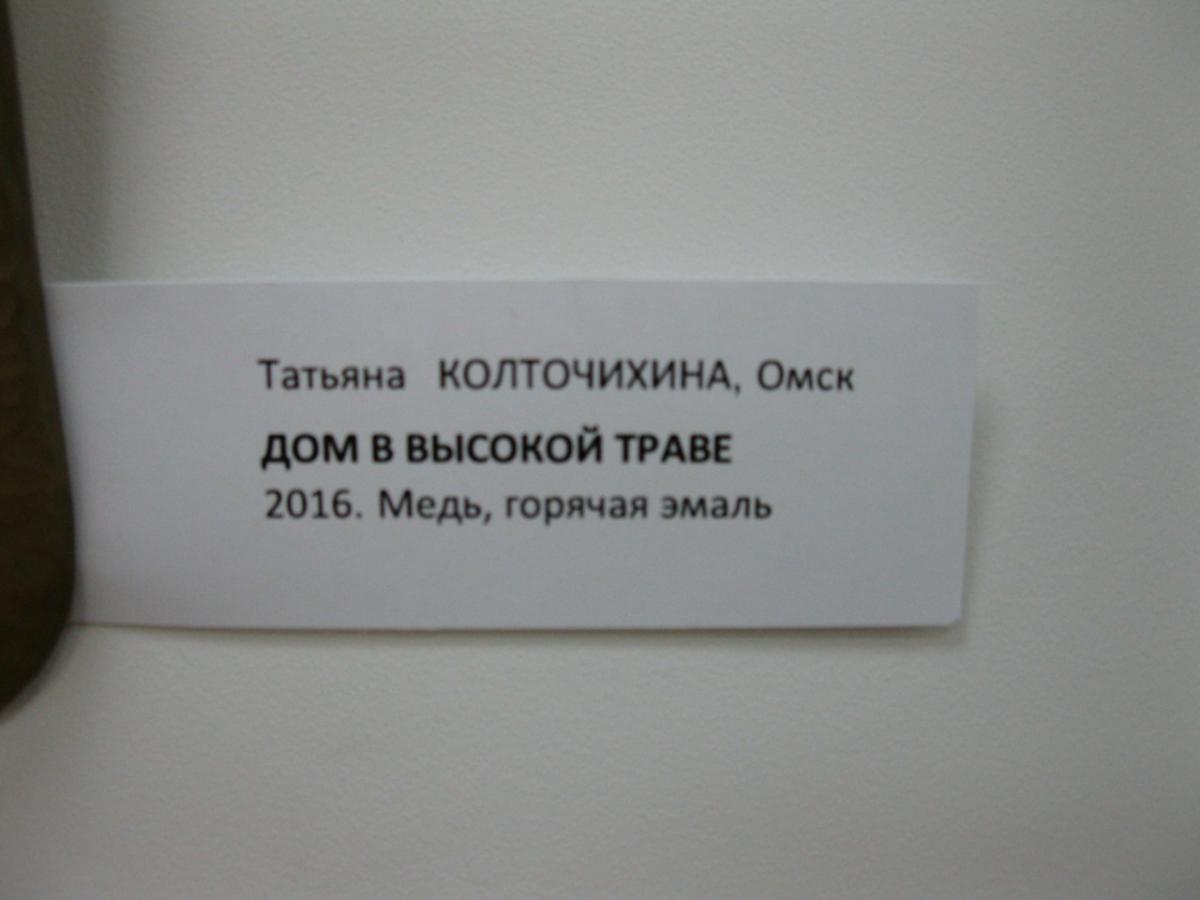 Татьяна КОЛТОЧИХИНА, Омск
ДОМ В ВЫСОКОЙ ТРАВЕ
2016. Медь, горячая эмаль